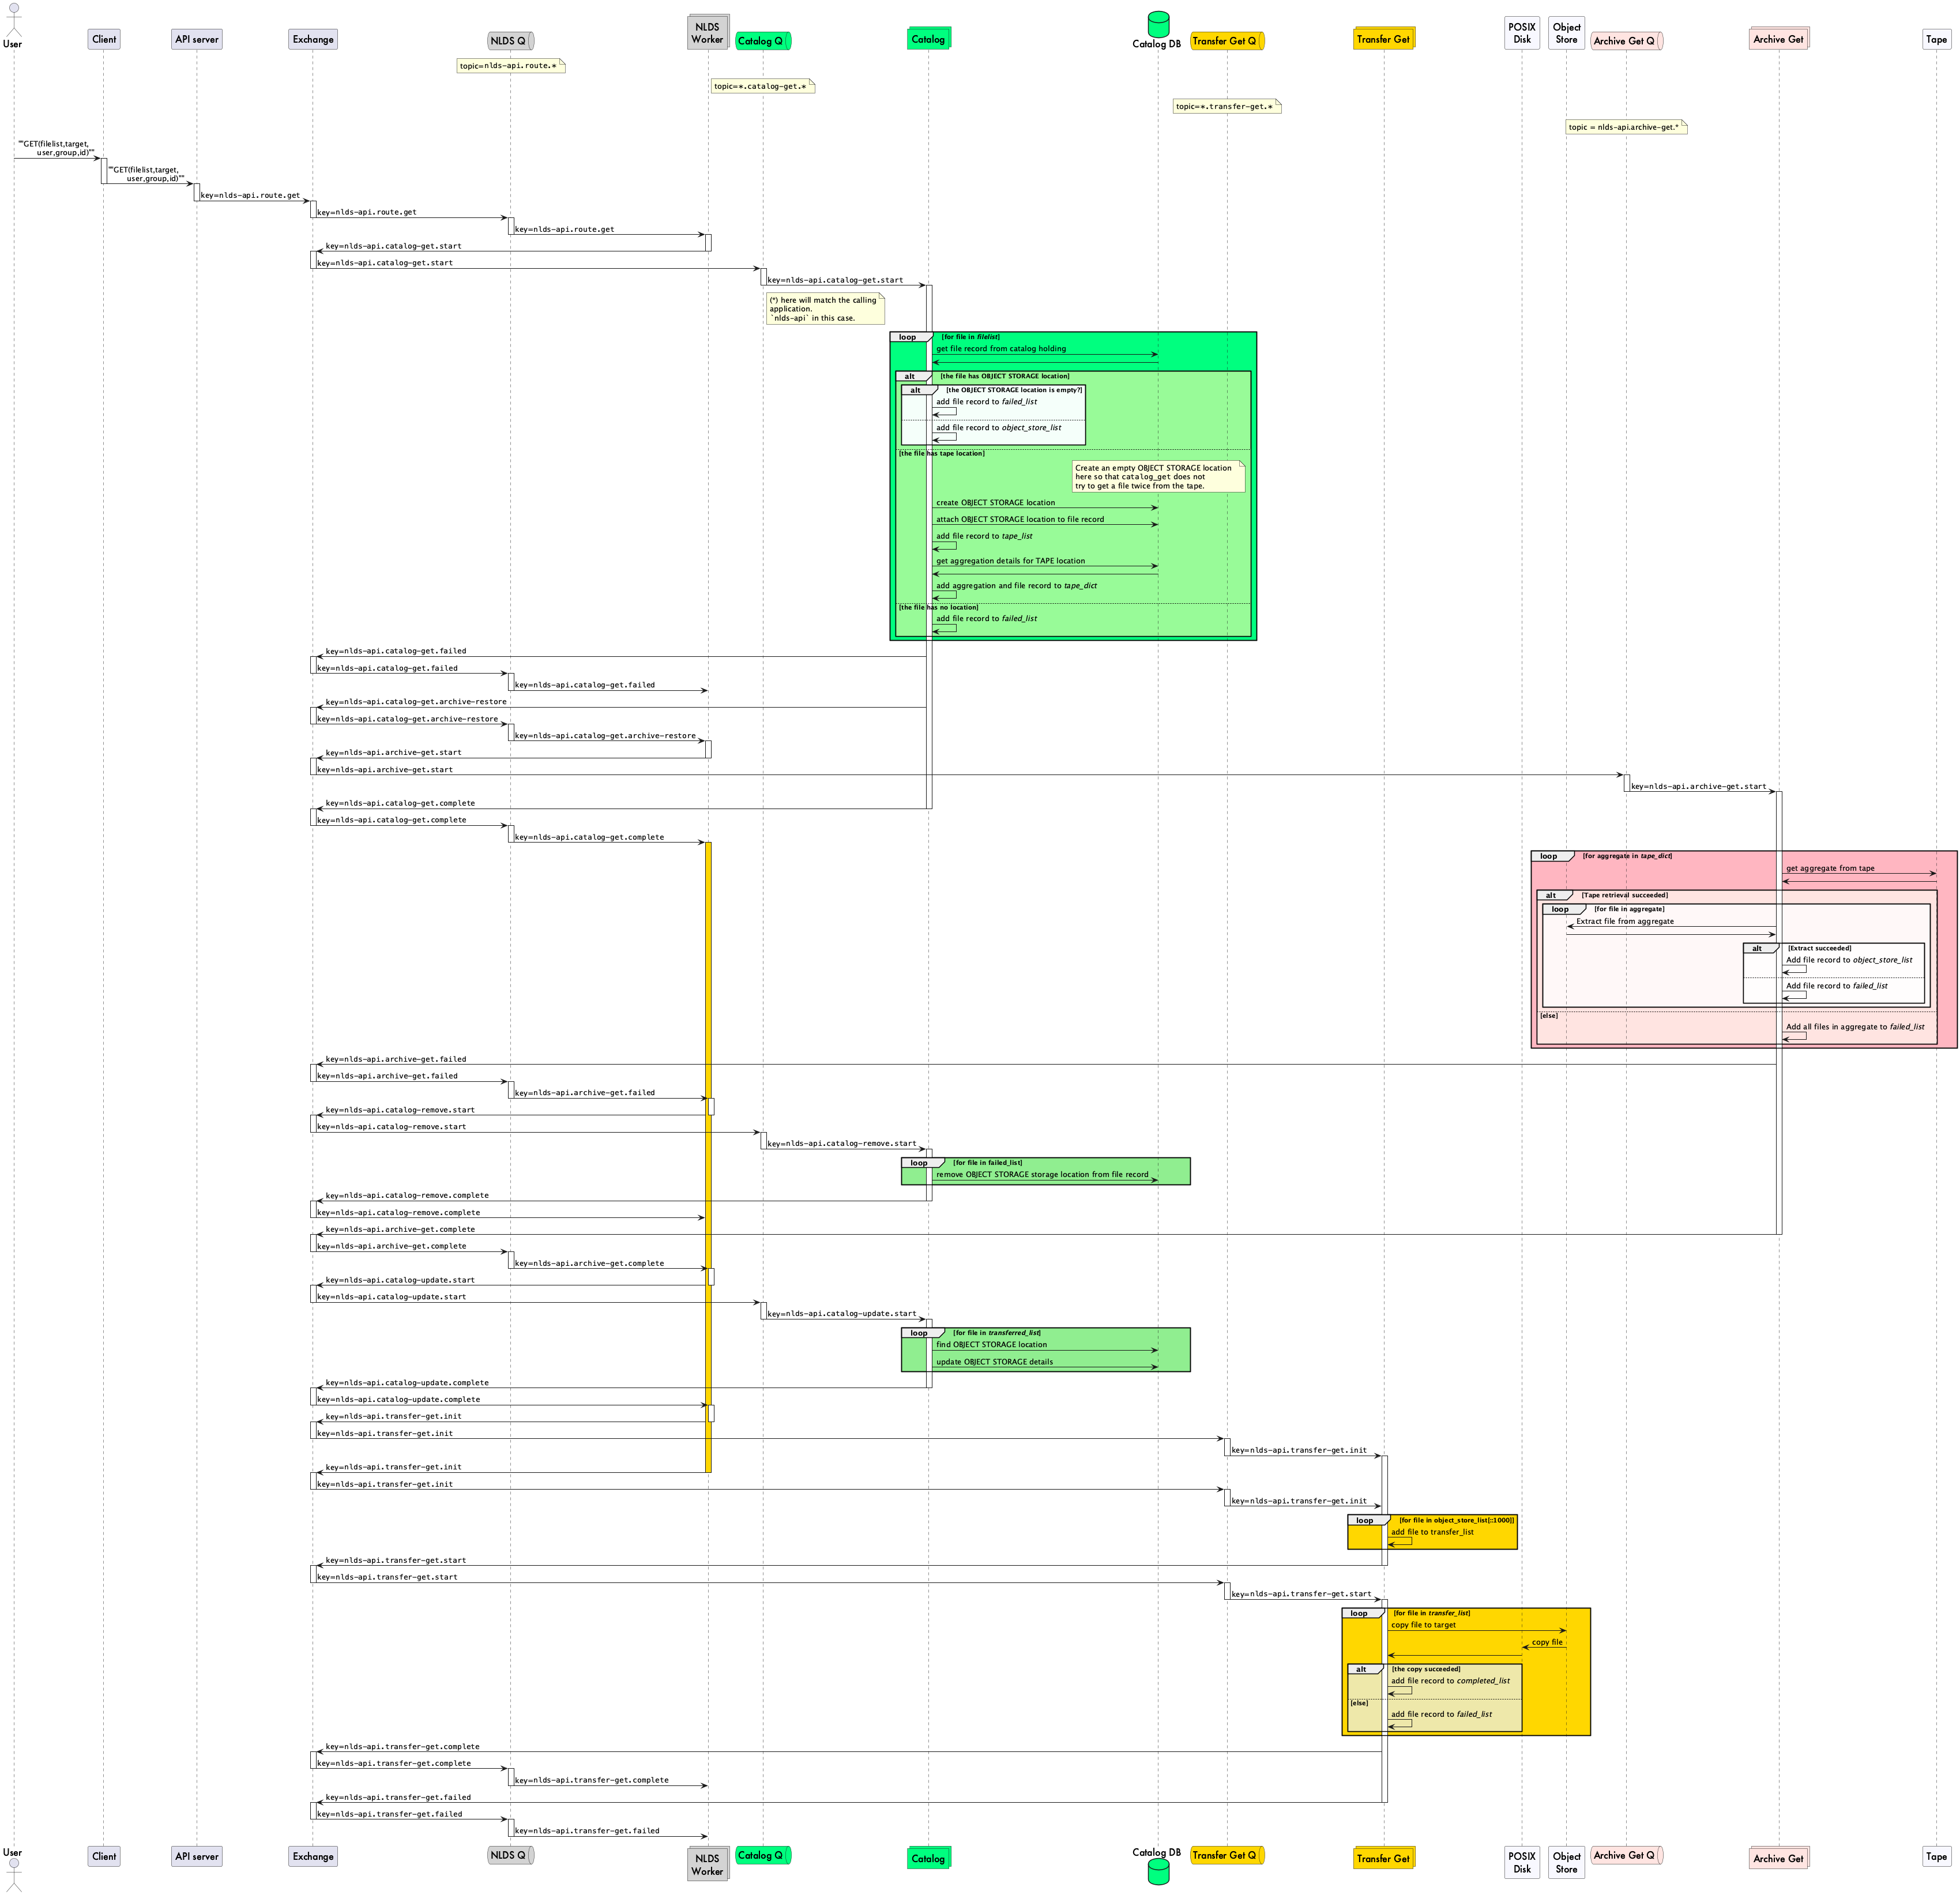 User
Client
API server
Exchange
NLDS Q
NLDS
Worker
Catalog Q
Catalog
Catalog DB
Transfer Get Q
Transfer Get
POSIX
Disk
Object
Store
Archive Get Q
Archive Get
Tape
topic=nlds-api.route.*
topic=*.catalog-get.*
topic=*.transfer-get.*
topic = nlds-api.archive-get.*
""GET(filelist,target,
user,group,id)""
""GET(filelist,target,
user,group,id)""
key=nlds-api.route.get
key=nlds-api.route.get
key=nlds-api.route.get
key=nlds-api.catalog-get.start
key=nlds-api.catalog-get.start
key=nlds-api.catalog-get.start
(*) here will match the calling
application.
`nlds-api` in this case.
loop [for file in filelist]
get file record from catalog holding
alt [the file has OBJECT STORAGE location]
alt [the OBJECT STORAGE location is empty?]
add file record to failed_list
add file record to object_store_list
[the file has tape location]
Create an empty OBJECT STORAGE location
here so that catalog_get does not
try to get a file twice from the tape.
create OBJECT STORAGE location
attach OBJECT STORAGE location to file record
add file record to tape_list
get aggregation details for TAPE location
add aggregation and file record to tape_dict
[the file has no location]
add file record to failed_list
key=nlds-api.catalog-get.failed
key=nlds-api.catalog-get.failed
key=nlds-api.catalog-get.failed
key=nlds-api.catalog-get.archive-restore
key=nlds-api.catalog-get.archive-restore
key=nlds-api.catalog-get.archive-restore
key=nlds-api.archive-get.start
key=nlds-api.archive-get.start
key=nlds-api.archive-get.start
key=nlds-api.catalog-get.complete
key=nlds-api.catalog-get.complete
key=nlds-api.catalog-get.complete
loop [for aggregate in tape_dict]
get aggregate from tape
alt [Tape retrieval succeeded]
loop [for file in aggregate]
Extract file from aggregate
alt [Extract succeeded]
Add file record to object_store_list
Add file record to failed_list
[else]
Add all files in aggregate to failed_list
key=nlds-api.archive-get.failed
key=nlds-api.archive-get.failed
key=nlds-api.archive-get.failed
key=nlds-api.catalog-remove.start
key=nlds-api.catalog-remove.start
key=nlds-api.catalog-remove.start
loop [for file in failed_list]
remove OBJECT STORAGE storage location from file record
key=nlds-api.catalog-remove.complete
key=nlds-api.catalog-remove.complete
key=nlds-api.archive-get.complete
key=nlds-api.archive-get.complete
key=nlds-api.archive-get.complete
key=nlds-api.catalog-update.start
key=nlds-api.catalog-update.start
key=nlds-api.catalog-update.start
loop [for file in transferred_list]
find OBJECT STORAGE location
update OBJECT STORAGE details
key=nlds-api.catalog-update.complete
key=nlds-api.catalog-update.complete
key=nlds-api.transfer-get.init
key=nlds-api.transfer-get.init
key=nlds-api.transfer-get.init
key=nlds-api.transfer-get.init
key=nlds-api.transfer-get.init
key=nlds-api.transfer-get.init
loop [for file in object_store_list[::1000]]
add file to transfer_list
key=nlds-api.transfer-get.start
key=nlds-api.transfer-get.start
key=nlds-api.transfer-get.start
loop [for file in transfer_list]
copy file to target
copy file
alt [the copy succeeded]
add file record to completed_list
[else]
add file record to failed_list
key=nlds-api.transfer-get.complete
key=nlds-api.transfer-get.complete
key=nlds-api.transfer-get.complete
key=nlds-api.transfer-get.failed
key=nlds-api.transfer-get.failed
key=nlds-api.transfer-get.failed
User
Client
API server
Exchange
NLDS Q
NLDS
Worker
Catalog Q
Catalog
Catalog DB
Transfer Get Q
Transfer Get
POSIX
Disk
Object
Store
Archive Get Q
Archive Get
Tape